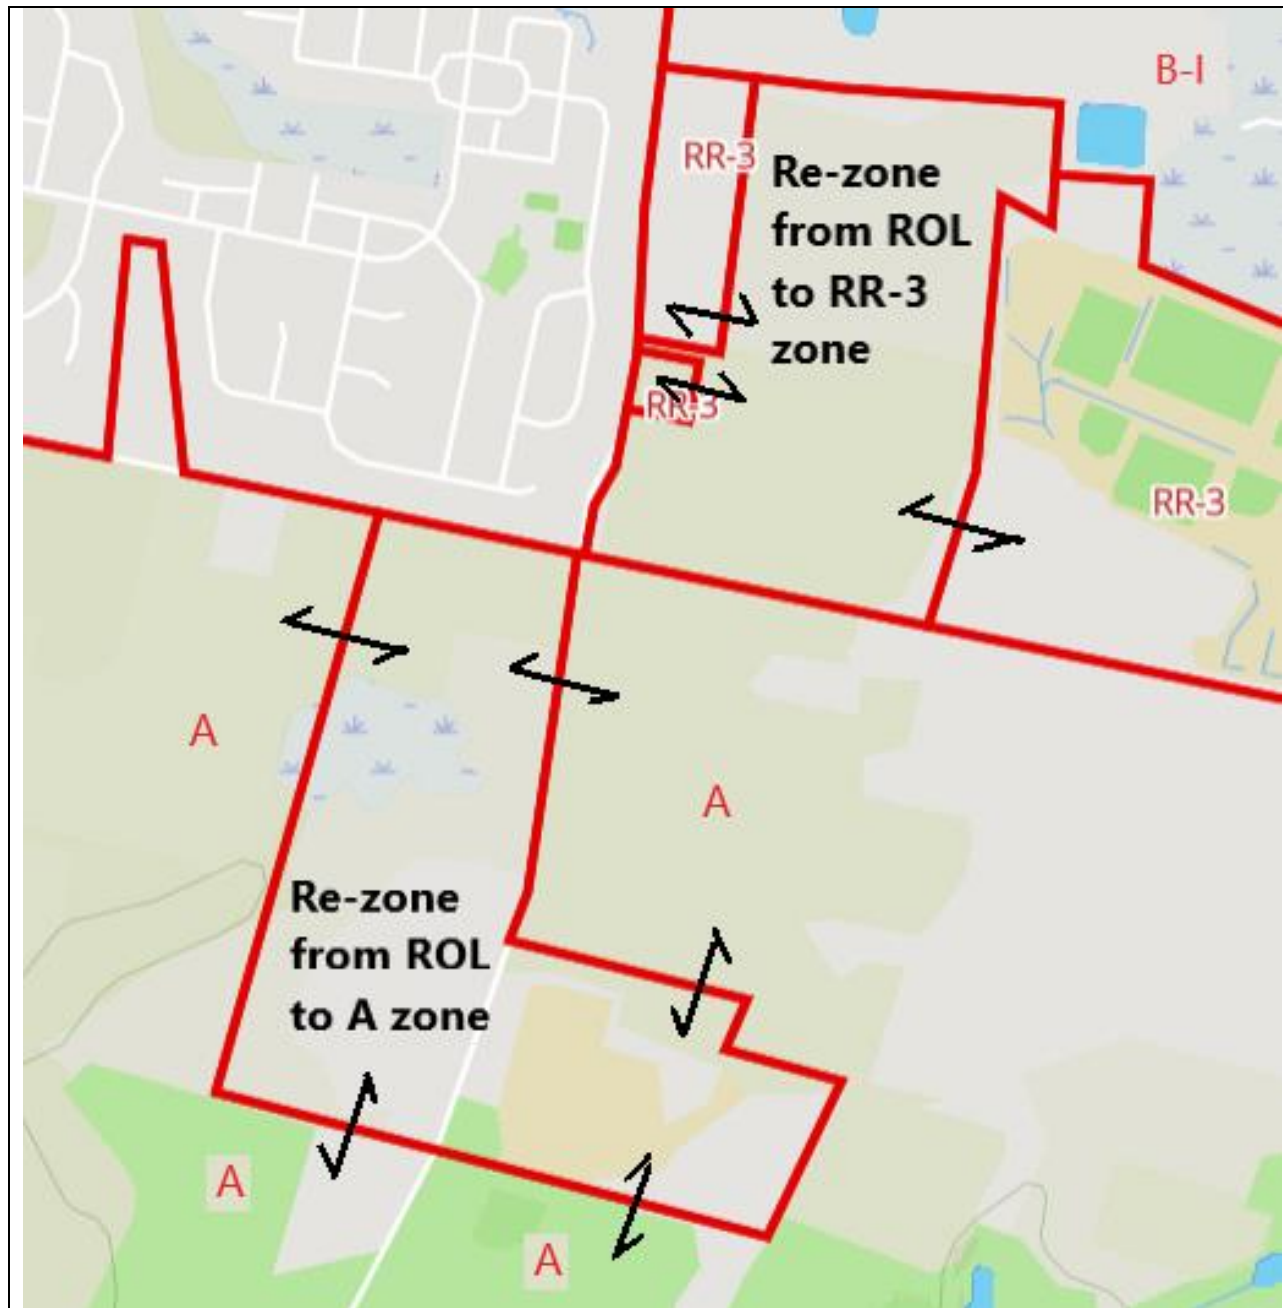 B-I
RR-3
Re-zone
from ROL
to RR-3
zone
RR-3
RR-3
A
A
Re-zone
from ROL
to A zone
A
A